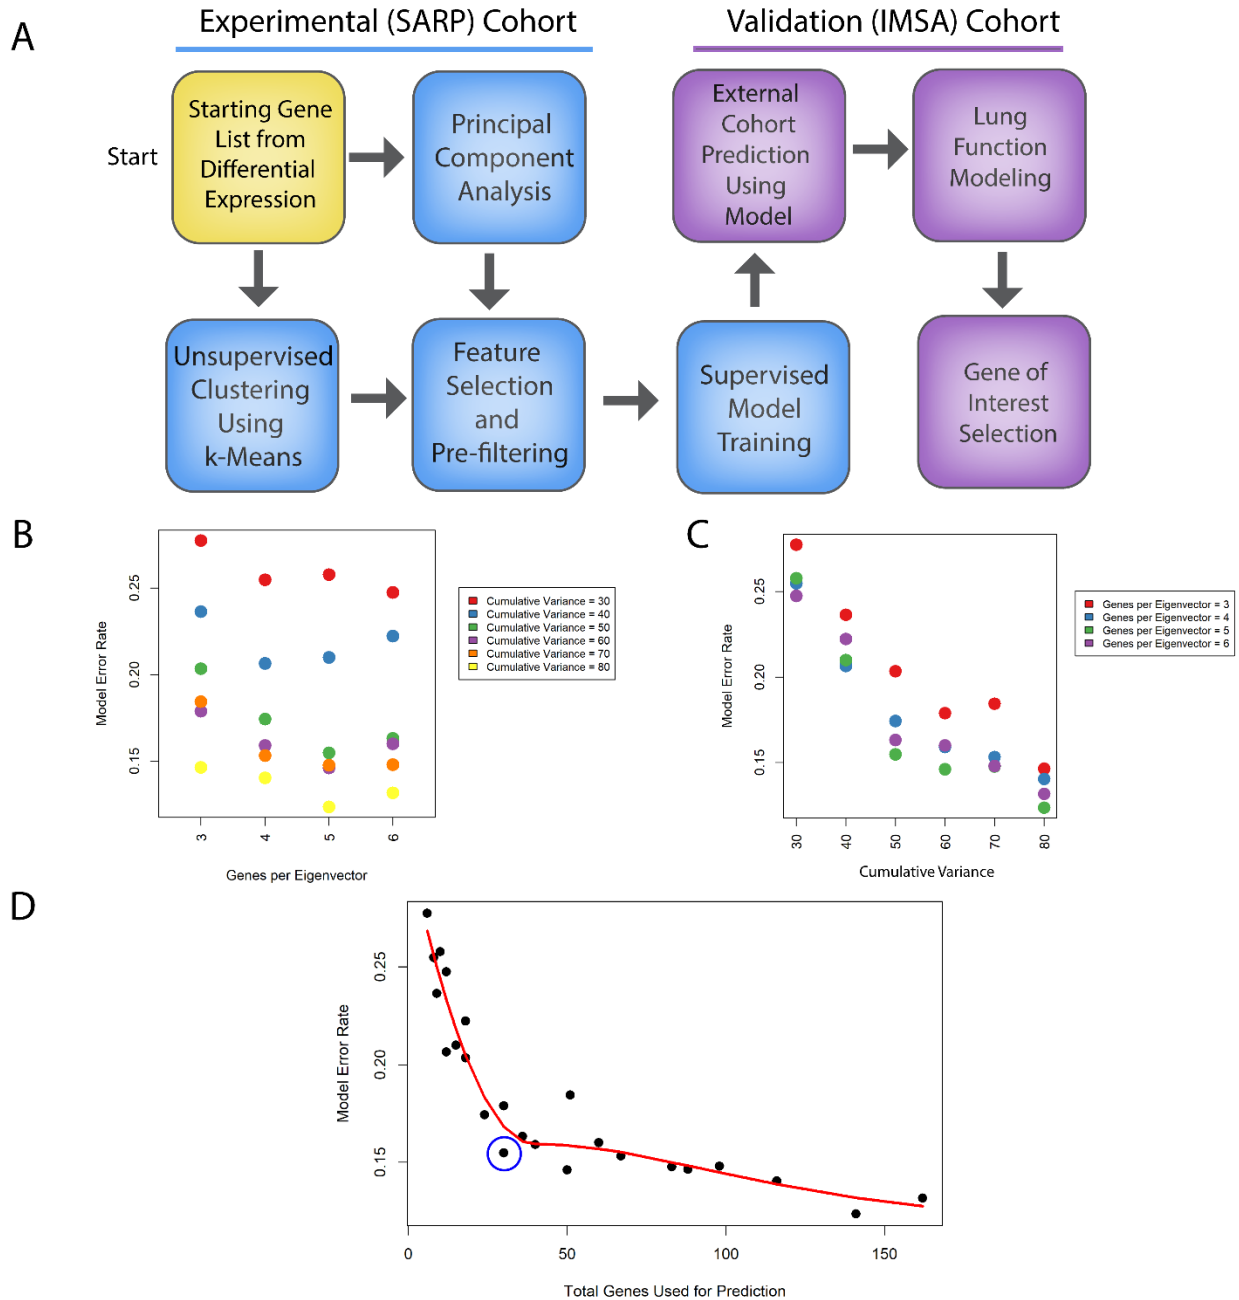 A
Experimental (SARP) Cohort
Validation (IMSA) Cohort
Start
Starting Gene
List from
Differential
Expression
Principal
Component
Analysis
External
Cohort
Prediction
Using
Model
Lung
Function
Modeling
Unsupervised
Clustering
Using
k-Means
Feature
Selection
and
Pre-filtering
Supervised
Model
Training
Gene of
Interest
Selection
B
Model Error Rate
0.25
0.20
0.15
3
4
5
6
Genes per Eigenvector
Cumulative Variance = 30
Cumulative Variance = 40
Cumulative Variance = 50
Cumulative Variance = 60
Cumulative Variance = 70
Cumulative Variance = 80
C
Model Error Rate
0.25
0.20
0.15
30
40
50
60
70
80
Cumulative Variance
Genes per Eigenvector = 3
Genes per Eigenvector = 4
Genes per Eigenvector = 5
Genes per Eigenvector = 6
D
Model Error Rate
0.25
0.20
0.15
0
50
100
150
Total Genes Used for Prediction